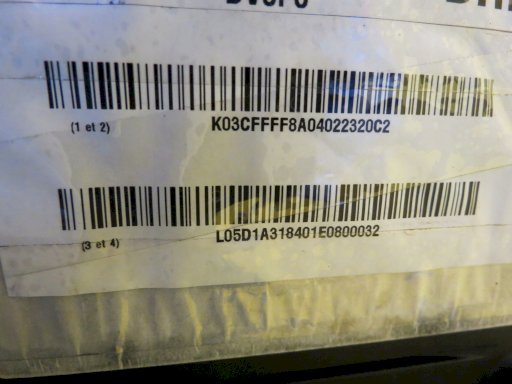 (1 et 2) K03CFFFF8A04022320C2
(3 et 4) L05D1A318401E0800032